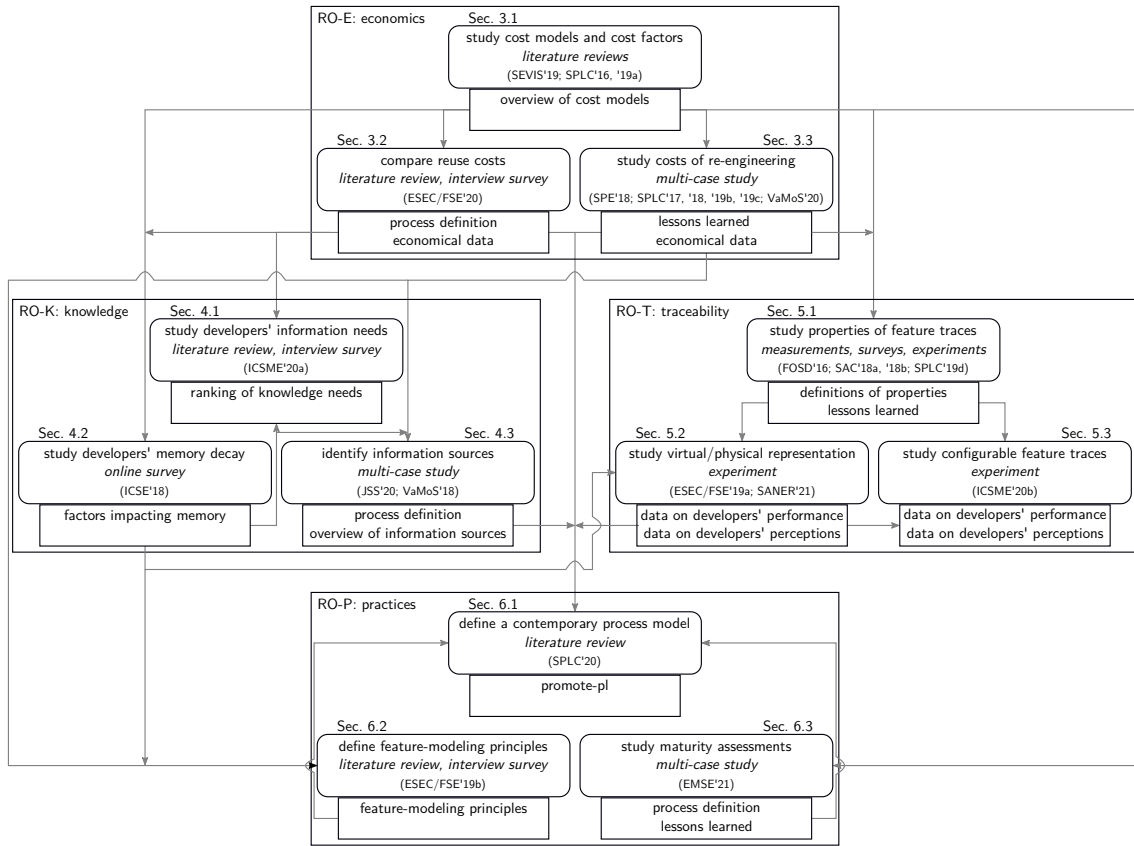 RO-E: economics
Sec. 3.1
study cost models and cost factors
literature reviews
(SEVIS'19; SPLC'16, '19a)
overview of cost models
Sec. 3.2
compare reuse costs
literature review, interview survey
(ESEC/FSE'20)
process definition
economical data
Sec. 3.3
study costs of re-engineering
multi-case study
(SPE'18; SPLC'17, '18, '19b, '19c; VaMoS'20)
lessons learned
economical data
RO-K: knowledge
Sec. 4.1
study developers' information needs
literature review, interview survey
(ICSME'20a)
ranking of knowledge needs
Sec. 4.2
study developers' memory decay
online survey
(ICSE'18)
factors impacting memory
Sec. 4.3
identify information sources
multi-case study
(JSS'20; VaMoS'18)
process definition
overview of information sources
RO-T: traceability
Sec. 5.1
study properties of feature traces
measurements, surveys, experiments
(FOSD'16; SAC'18a, '18b; SPLC'19d)
definitions of properties
lessons learned
Sec. 5.2
study virtual/physical representation
experiment
(ESEC/FSE'19a; SANER'21)
data on developers' performance
data on developers' perceptions
Sec. 5.3
study configurable feature traces
experiment
(ICSME'20b)
data on developers' performance
data on developers' perceptions
RO-P: practices
Sec. 6.1
define a contemporary process model
literature review
(SPLC'20)
promote-pl
Sec. 6.2
define feature-modeling principles
literature review, interview survey
(ESEC/FSE'19b)
feature-modeling principles
Sec. 6.3
study maturity assessments
multi-case study
(EMSE'21)
process definition
lessons learned